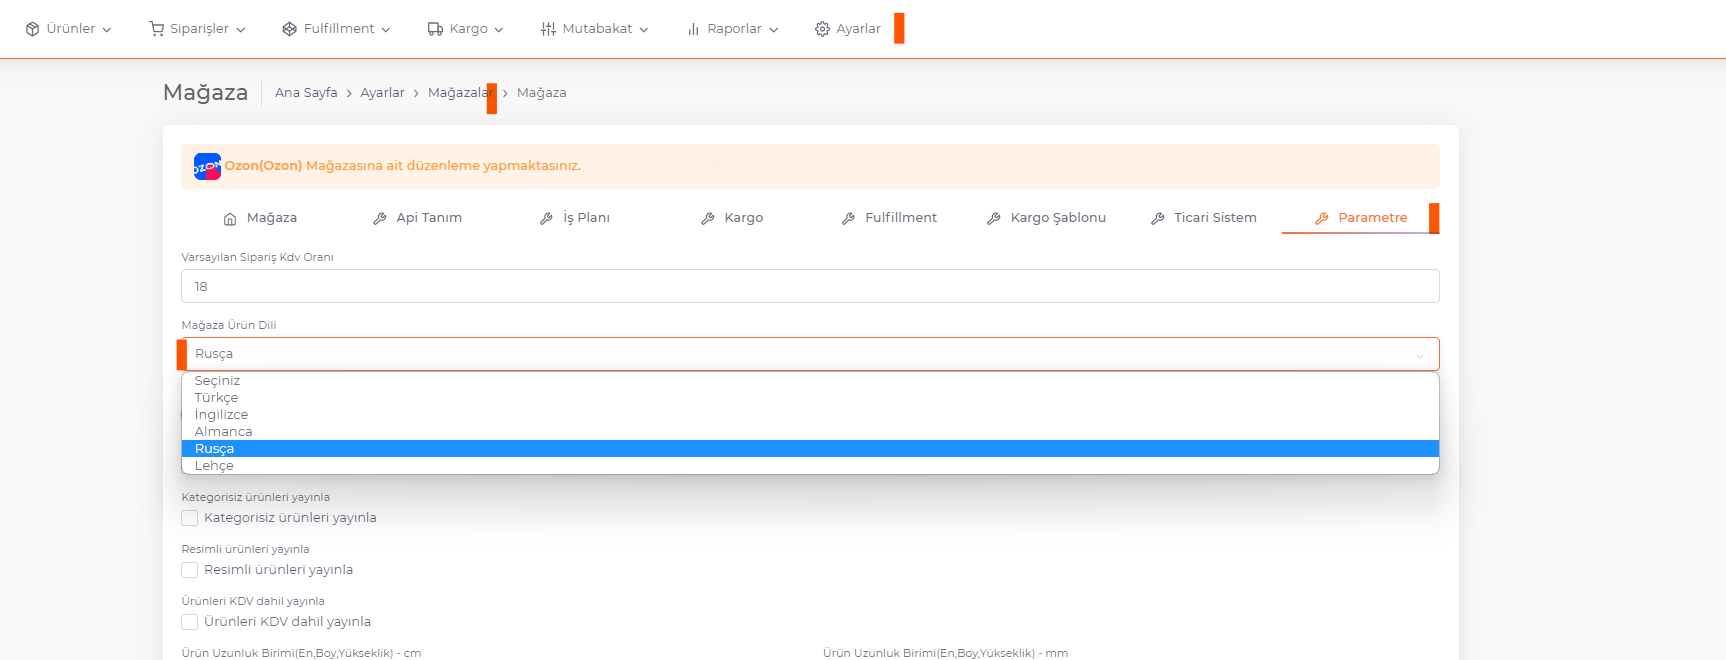 Ürünler Siparişler Fulfillment Kargo Mutabakat Raporlar Ayarlar
Mağaza Ana Sayfa > Ayarlar > Mağazalar > Mağaza
OZON Ozon(Ozon) Mağazasına ait düzenleme yapmaktasınız.
Mağaza Api Tanım İş Planı Kargo Fulfillment Kargo Şablonu Ticari Sistem Parametre
Varsayılan Sipariş Kdv Oranı
18
Mağaza Ürün Dili
Rusça
Seçiniz
Türkçe
İngilizce
Almanca
Rusça
Lehçe
Kategorisiz ürünleri yayınla
Kategorisiz ürünleri yayınla
Resimli ürünleri yayınla
Resimli ürünleri yayınla
Ürünleri KDV dahil yayınla
Ürünleri KDV dahil yayınla
Ürün Uzunluk Birimi(En,Boy,Yükseklik) - cm Ürün Uzunluk Birimi(En,Boy,Yükseklik) - mm